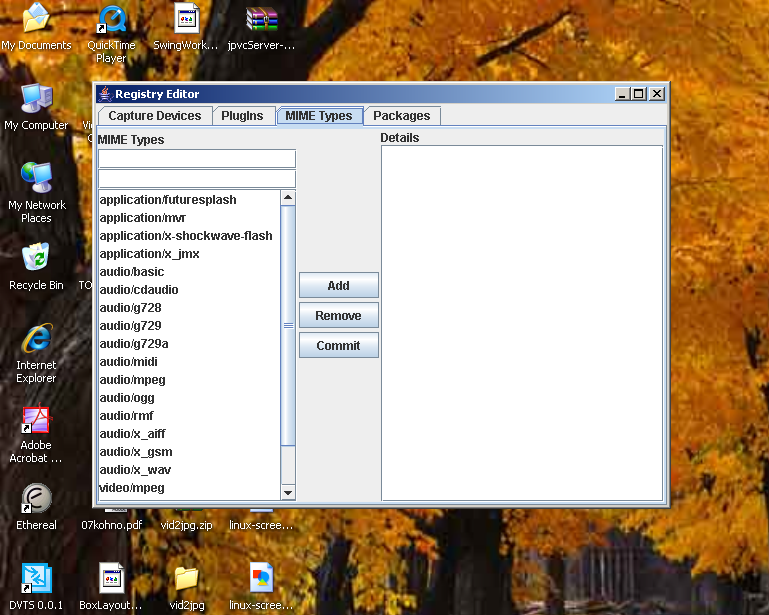 My Documents
QuickTime
Player
SwingWork...
jpvcServer-...
My Computer
My Network
Places
Recycle Bin
Internet
Explorer
Adobe
Acrobat ...
Ethereal
07kohno.pdf
vid2jpg.zip
linux-scree...
DVTS 0.0.1
BoxLayout...
vid2jpg
linux-scree...
Registry Editor
Capture Devices
PlugIns
MIME Types
Packages
MIME Types
Details
application/futuresplash
application/mvr
application/x-shockwave-flash
application/x_jmx
audio/basic
audio/cdaudio
audio/g728
audio/g729
audio/g729a
audio/midi
audio/mpeg
audio/ogg
audio/rmf
audio/x_aiff
audio/x_gsm
audio/x_wav
video/mpeg
Add
Remove
Commit